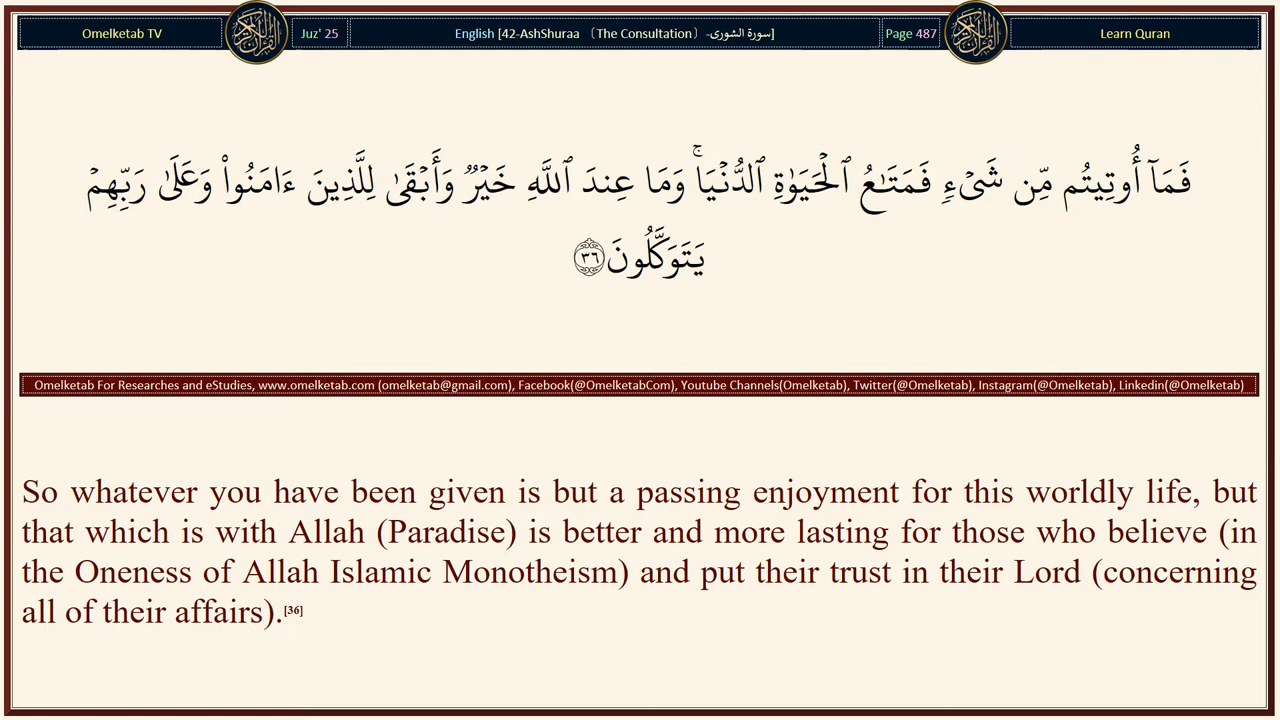 Omelketab TV
Juz' 25
English [42-AshShuraa （The Consultation）-سورة الشورى]
Page 487
Learn Quran
فَمَآ أُوتِيتُم مِّن شَىْءٍ فَمَتَـٰعُ ٱلْحَيَوٰةِ ٱلدُّنْيَا ۚ وَمَا عِندَ ٱللَّهِ خَيْرٌ وَأَبْقَىٰ لِلَّذِينَ ءَامَنُوا۟ وَعَلَىٰ رَبِّهِمْ
يَتَوَكَّلُونَ ٣٦
Omelketab For Researches and eStudies, www.omelketab.com (omelketab@gmail.com), Facebook(@OmelketabCom), Youtube Channels(Omelketab), Twitter(@Omelketab), Instagram(@Omelketab), Linkedin(@Omelketab)
So whatever you have been given is but a passing enjoyment for this worldly life, but
that which is with Allah (Paradise) is better and more lasting for those who believe (in
the Oneness of Allah Islamic Monotheism) and put their trust in their Lord (concerning
all of their affairs).[36]